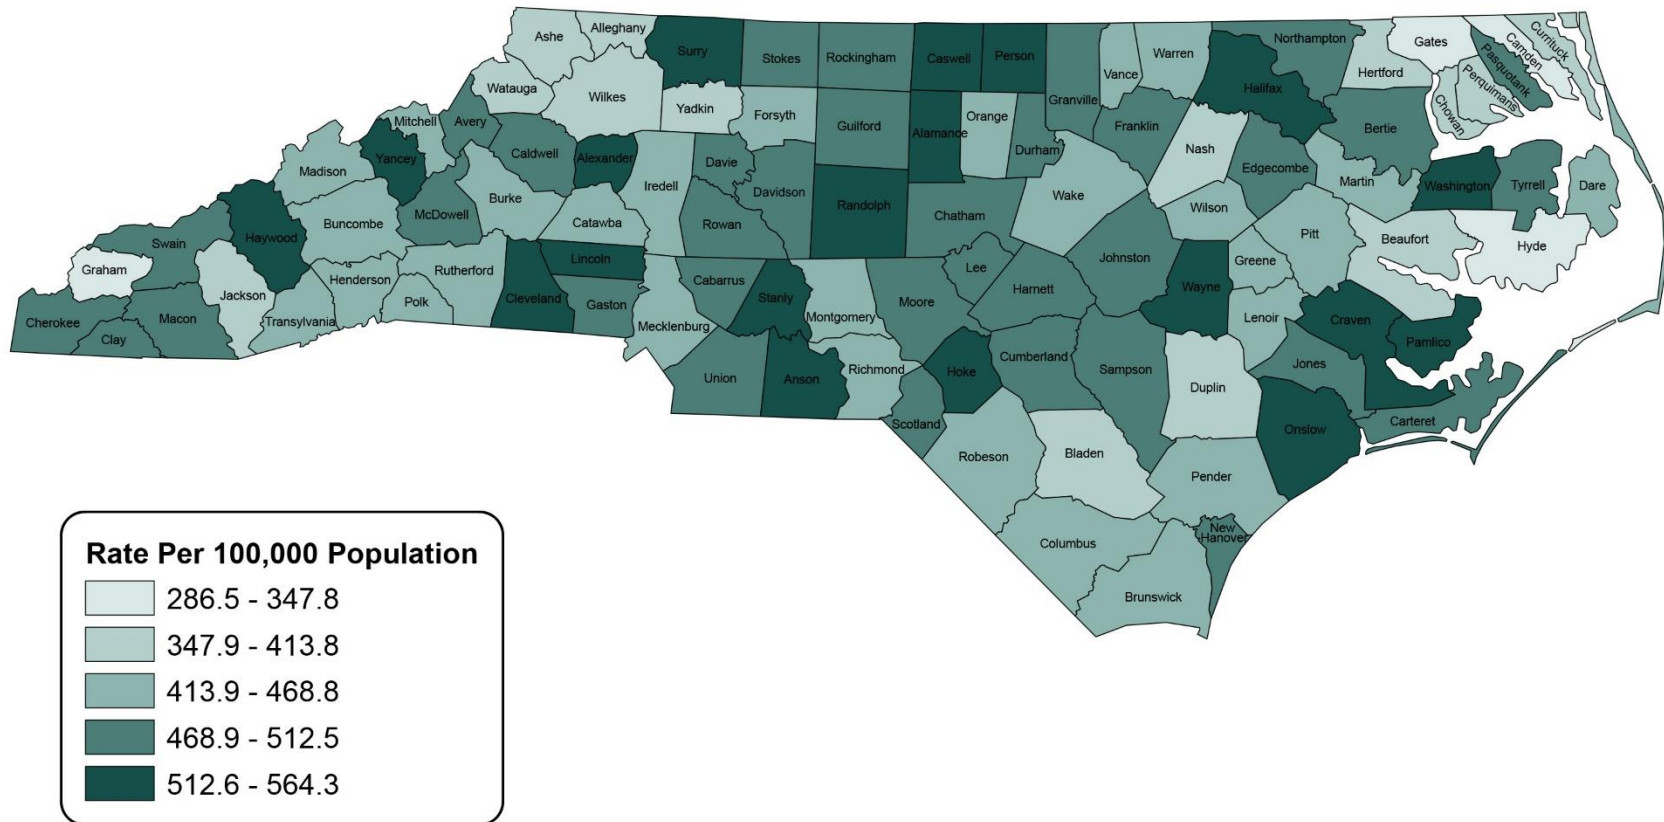 Ashe
Alleghany
Surry
Stokes
Rockingham
Caswell
Person
Granville
Vance
Warren
Northampton
Gates
Currituck
Camden
Pasquotank
Perquimans
Chowan
Hertford
Halifax
Watauga
Wilkes
Yadkin
Forsyth
Guilford
Alamance
Orange
Durham
Franklin
Nash
Edgecombe
Bertie
Mitchell
Avery
Caldwell
Alexander
Yancey
Madison
Iredell
Davie
Davidson
Randolph
Chatham
Wake
Wilson
Martin
Washington
Tyrrell
Dare
Burke
McDowell
Buncombe
Haywood
Swain
Graham
Catawba
Rowan
Lincoln
Rutherford
Cleveland
Gaston
Henderson
Polk
Jackson
Transylvania
Macon
Cherokee
Clay
Cabarrus
Stanly
Mecklenburg
Montgomery
Moore
Lee
Harnett
Johnston
Wayne
Greene
Pitt
Beaufort
Hyde
Lenoir
Craven
Pamlico
Jones
Carteret
Onslow
Duplin
Sampson
Cumberland
Hoke
Richmond
Scotland
Anson
Union
Robeson
Bladen
Pender
New
Hanover
Columbus
Brunswick
Rate Per 100,000 Population
286.5 - 347.8
347.9 - 413.8
413.9 - 468.8
468.9 - 512.5
512.6 - 564.3